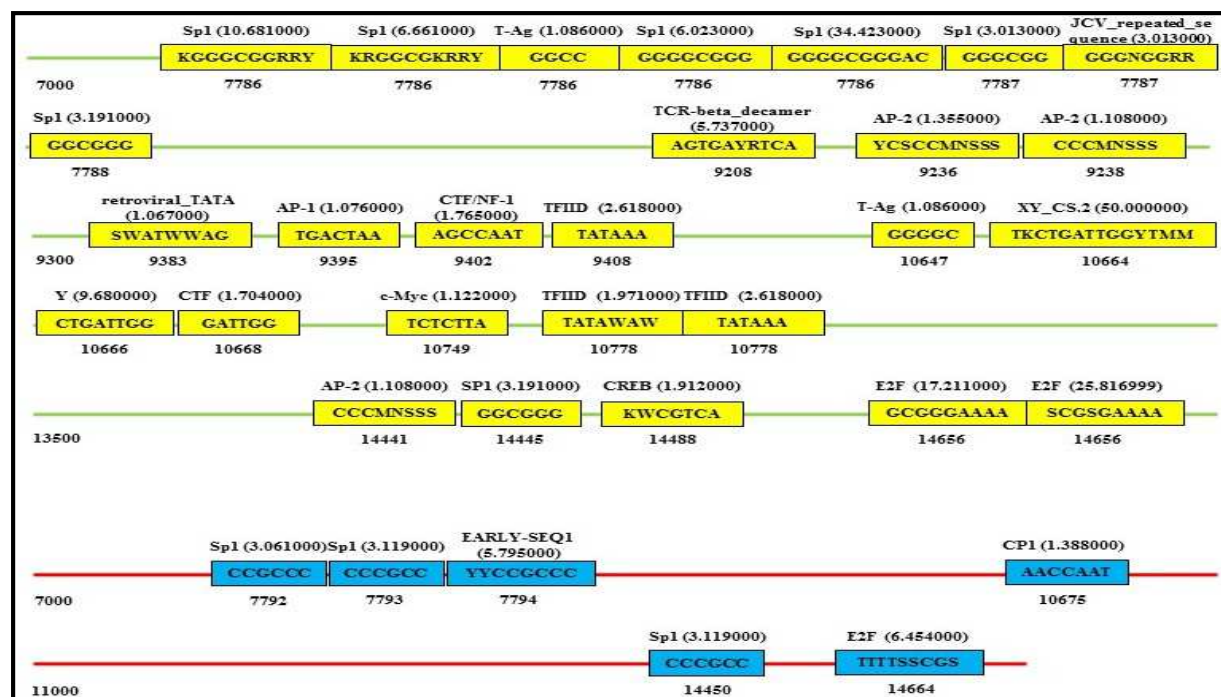 Sp1 (10.681000) Sp1 (6.661000) T-Ag (1.086000) Sp1 (6.023000) Sp1 (34.423000) Sp1 (3.013000) JCV_repeated_se
quence (3.013000)
KGGGCGGRRY KRGGCGKRRY GGCC GGGGCGGG GGGGCGGGAC GGGCGG GGGNGGRR
7000 7786 7786 7786 7786 7786 7787 7787
Sp1 (3.191000) TCR-beta_decamer AP-2 (1.355000) AP-2 (1.108000)
(5.737000)
GGCGGG AGTGAYRTCA YCSCCMNSSS CCCMNSSS
7788 9208 9236 9238
retroviral_TATA AP-1 (1.076000) CTF/NF-1 TFIID (2.618000) T-Ag (1.086000) XY_CS.2 (50.000000)
(1.067000) (1.765000)
SWATWWAG TGACTAA AGCCAAT TATAAA GGGGC TKCTGATTGGYTMM
9300 9383 9395 9402 9408 10647 10664
Y (9.680000) CTF (1.704000) c-Myc (1.122000) TFIID (1.971000) TFIID (2.618000)
CTGATTGG GATTGG TCTCTTA TATAWAW TATAAA
10666 10668 10749 10778 10778
AP-2 (1.108000) SP1 (3.191000) CREB (1.912000) E2F (17.211000) E2F (25.816999)
CCCMNSSS GGCGGG KWCGTCA GCGGGAAAA SCGSGAAAA
13500 14441 14445 14488 14656 14656
Sp1 (3.061000) Sp1 (3.119000) EARLY-SEQ1 CP1 (1.388000)
(5.795000)
CCGCCC CCCGCC YYCCGCCC AACCAAT
7000 7792 7793 7794 10675
Sp1 (3.119000) E2F (6.454000)
CCCGCC TTTTSSCGS
11000 14450 14664